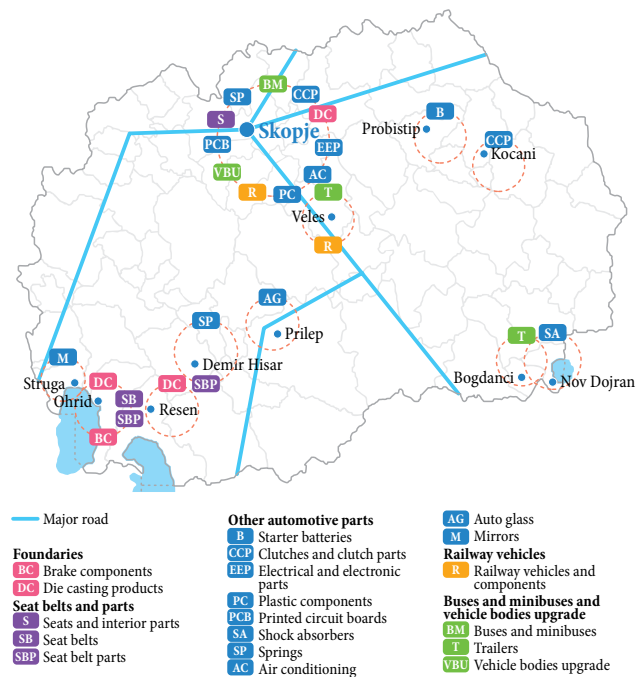 BM
SP
CCP
DC
S
Skopje
B
Probistip
PCB
EEP
CCP
Kocani
VBU
AC
R
PC
T
Veles
R
AG
SP
Prilep
T
SA
M
Demir Hisar
Struga
DC
DC
SBP
Bogdanci
Nov Dojran
Ohrid
SB
Resen
SBP
BC
Major road
Foundaries
BC Brake components
DC Die casting products
Seat belts and parts
S Seats and interior parts
SB Seat belts
SBP Seat belt parts
Other automotive parts
B Starter batteries
CCP Clutches and clutch parts
EEP Electrical and electronic
parts
PC Plastic components
PCB Printed circuit boards
SA Shock absorbers
SP Springs
AC Air conditioning
AG Auto glass
M Mirrors
Railway vehicles
R Railway vehicles and
components
Buses and minibuses and
vehicle bodies upgrade
BM Buses and minibuses
T Trailers
VBU Vehicle bodies upgrade